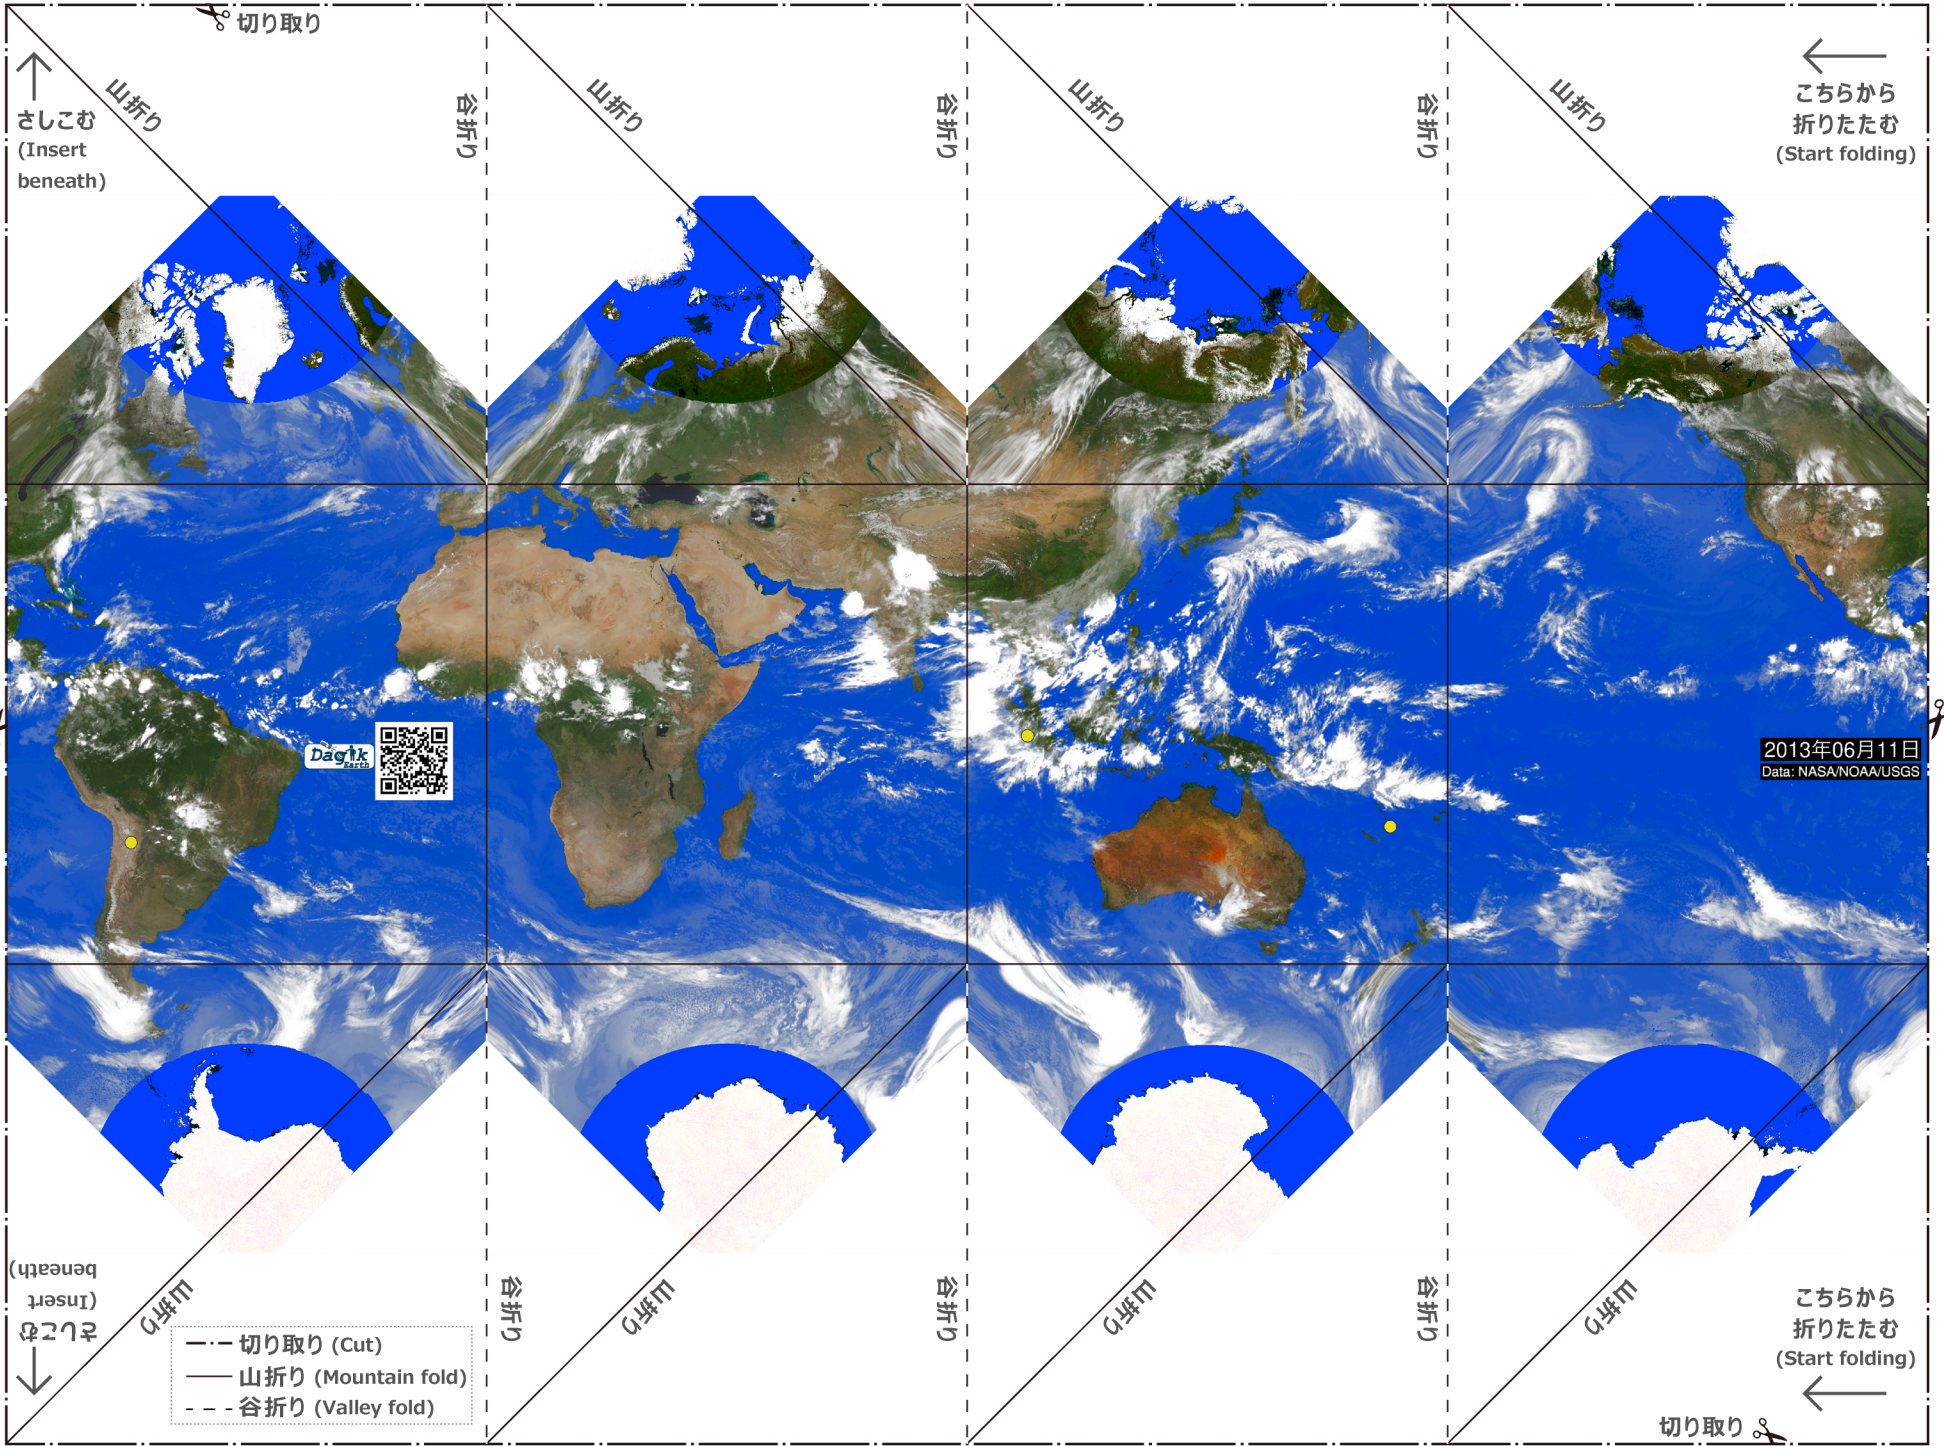 切り取り
山折り
谷折り
山折り
谷折り
山折り
谷折り
山折り
さしこむ
(Insert
beneath)
こちらから
折りたたむ
(Start folding)
Dagik
Earth
2013年06月11日
Data: NASA/NOAA/USGS
さしこむ
(Insert
beneath)
山折り
谷折り
山折り
谷折り
山折り
谷折り
山折り
切り取り (Cut)
山折り (Mountain fold)
谷折り (Valley fold)
こちらから
折りたたむ
(Start folding)
切り取り